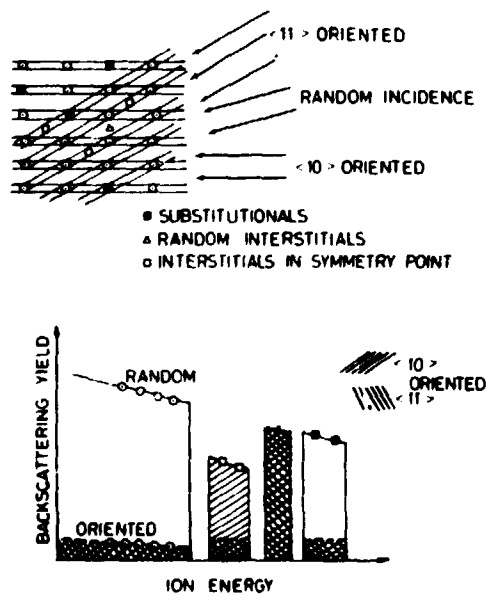 <11> ORIENTED
RANDOM INCIDENCE
<10> ORIENTED
SUBSTITUTIONALS
RANDOM INTERSTITIALS
INTERSTITIALS IN SYMMETRY POINT
BACKSCATTERING YIELD
RANDOM
ORIENTED
<10>
ORIENTED
<11>
ION ENERGY